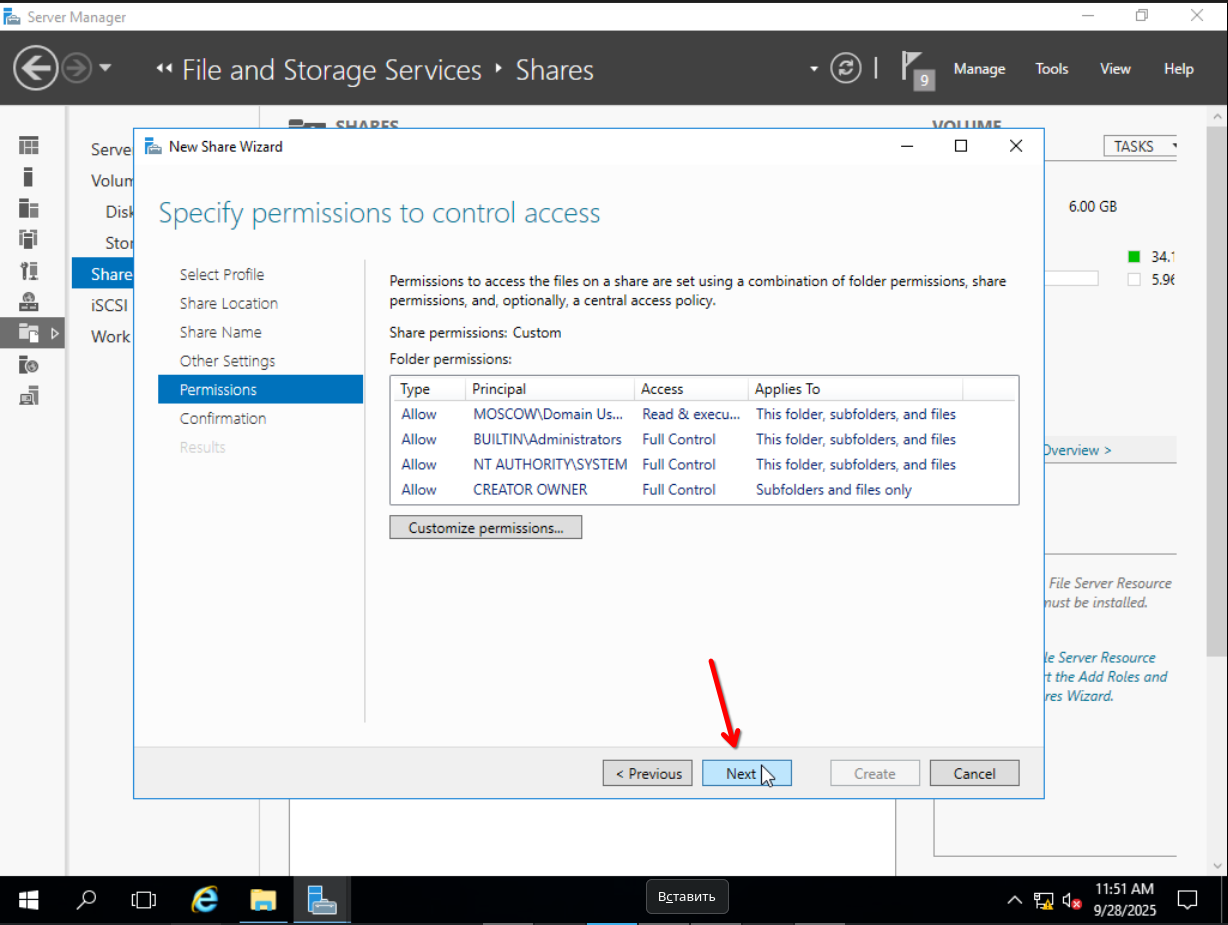 Server Manager
File and Storage Services
Shares
9
Manage
Tools
View
Help
SHARES
VOLUME
TASKS
6.00 GB
34.1
5.96
Overview >
File Server Resource
must be installed.
Server Resource
the Add Roles and
Wizard.
Share
iSCSI
Work
New Share Wizard
Specify permissions to control access
Select Profile
Share Location
Share Name
Other Settings
Permissions
Confirmation
Results
Permissions to access the files on a share are set using a combination of folder permissions, share
permissions, and, optionally, a central access policy.
Share permissions: Custom
Folder permissions:
Type Principal Access Applies To
Allow MOSCOW\Domain Us... Read & execu... This folder, subfolders, and files
Allow BUILTIN\Administrators Full Control This folder, subfolders, and files
Allow NT AUTHORITY\SYSTEM Full Control This folder, subfolders, and files
Allow CREATOR OWNER Full Control Subfolders and files only
Customize permissions...
< Previous
Next
Create
Cancel
Вставить
11:51 AM
9/28/2025